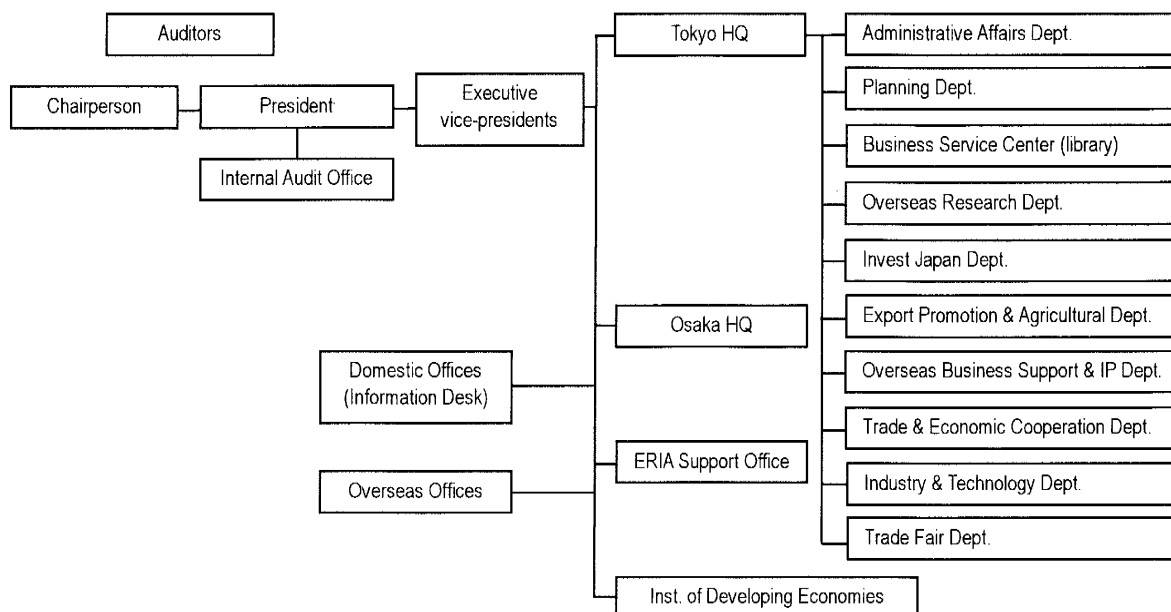 Auditors
Chairperson
President
Internal Audit Office
Executive
vice-presidents
Tokyo HQ
Osaka HQ
Domestic Offices
(Information Desk)
ERIA Support Office
Overseas Offices
Inst. of Developing Economies
Administrative Affairs Dept.
Planning Dept.
Business Service Center (library)
Overseas Research Dept.
Invest Japan Dept.
Export Promotion & Agricultural Dept.
Overseas Business Support & IP Dept.
Trade & Economic Cooperation Dept.
Industry & Technology Dept.
Trade Fair Dept.